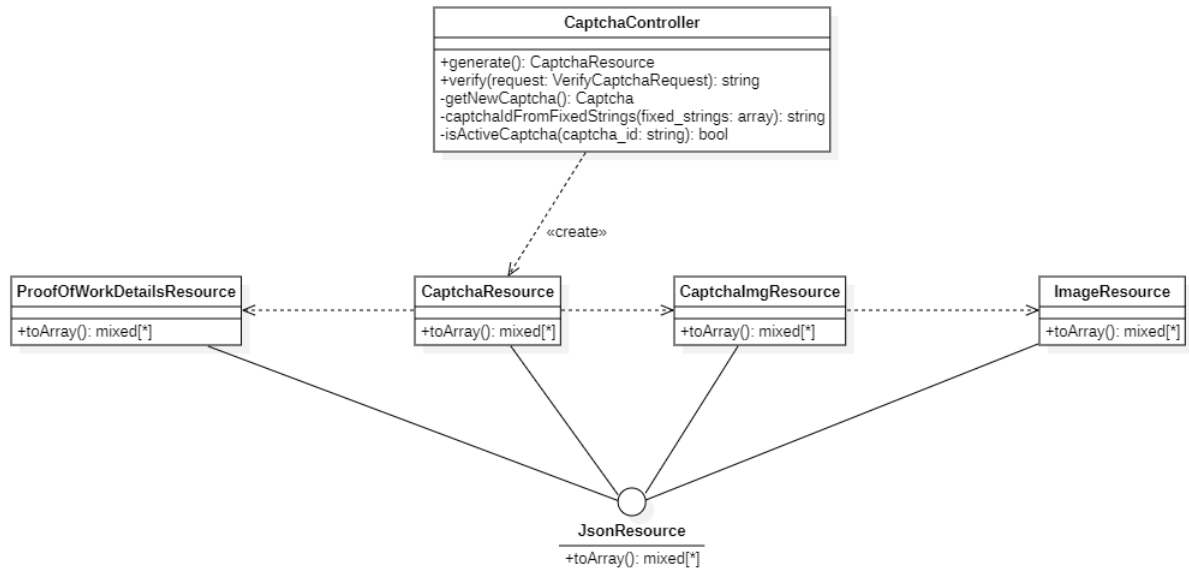 CaptchaController
+generate(): CaptchaResource
+verify(request: VerifyCaptchaRequest): string
-getNewCaptcha(): Captcha
-captchaIdFromFixedStrings(fixed_strings: array): string
-isActiveCaptcha(captcha_id: string): bool
«create»
ProofOfWorkDetailsResource
+toArray(): mixed[*]
CaptchaResource
+toArray(): mixed[*]
CaptchaImgResource
+toArray(): mixed[*]
ImageResource
+toArray(): mixed[*]
JsonResource
+toArray(): mixed[*]